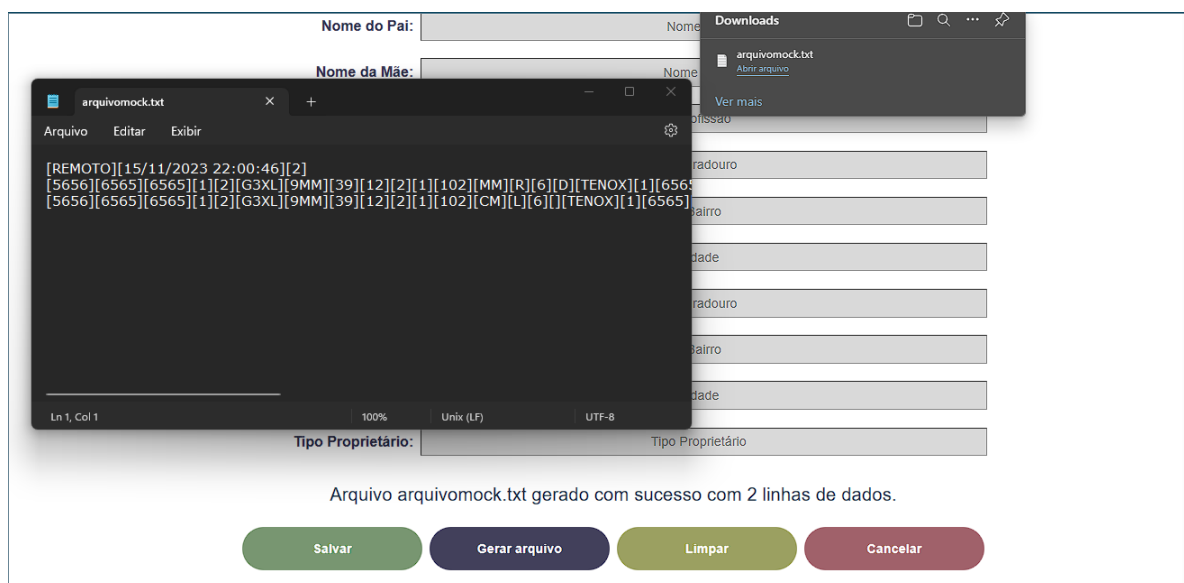 Nome do Pai:
Nome
Downloads
arquivomock.txt
Abrir arquivo
Ver mais
Nome da Mãe:
Nome
arquivomock.txt
Arquivo Editar Exibir
[REMOTO][15/11/2023 22:00:46][2]
[5656][6565][6565][1][2][G3XL][9MM][39][12][2][1][102][MM][R][6][D][TENOX][1][6565
[5656][6565][6565][1][2][G3XL][9MM][39][12][2][1][102][CM][L][6][][TENOX][1][6565]
Ln 1, Col 1 100% Unix (LF) UTF-8
ofissão
radouro
Bairro
dade
radouro
Bairro
dade
Tipo Proprietário:
Tipo Proprietário
Arquivo arquivomock.txt gerado com sucesso com 2 linhas de dados.
Salvar Gerar arquivo Limpar Cancelar